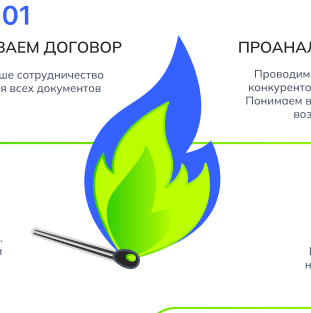 01
ВАЕМ ДОГОВОР
ше сотрудничество
я всех документов
ПРОАНАЛ
Проводим
конкуренто
Понимаем в
воз